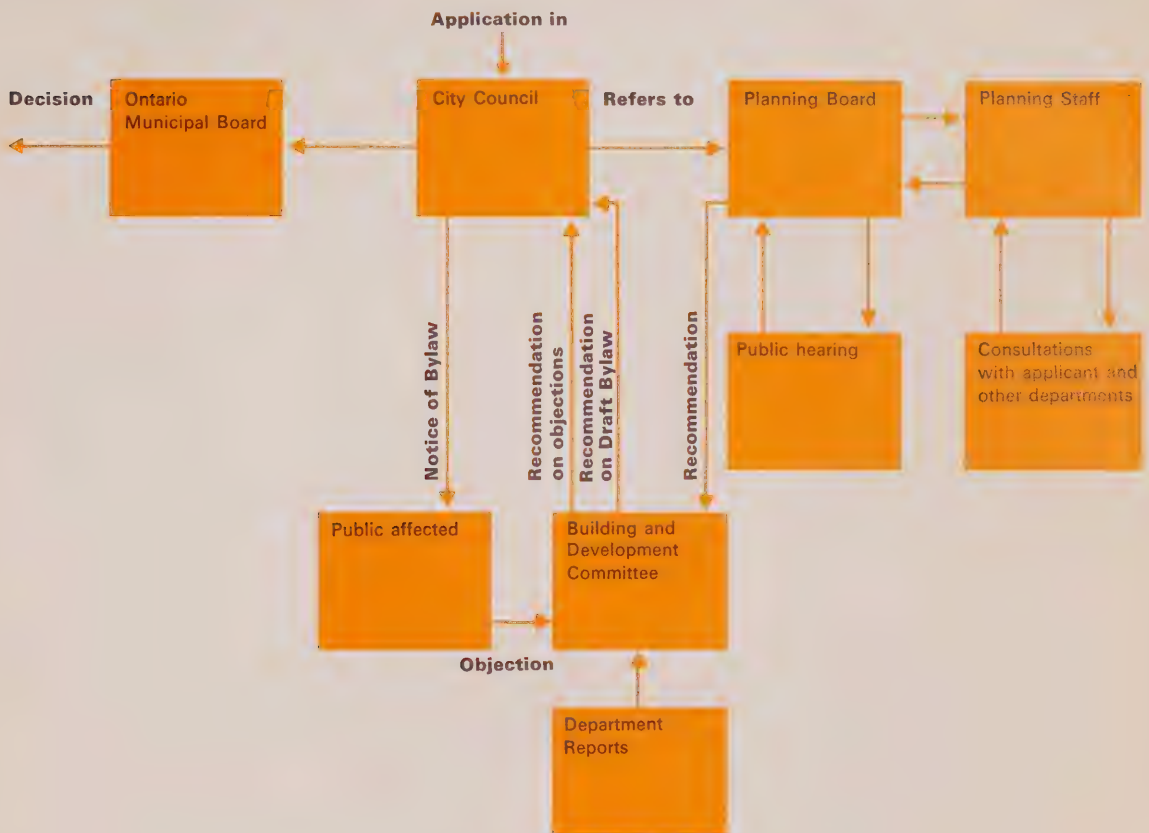 Application in
Decision
Ontario
Municipal Board
City Council
Refers to
Planning Board
Planning Staff
Notice of Bylaw
Recommendation
on objections
Recommendation
on Draft Bylaw
Recommendation
Public hearing
Consultations
with applicant and
other departments
Public affected
Building and
Development
Committee
Objection
Department
Reports